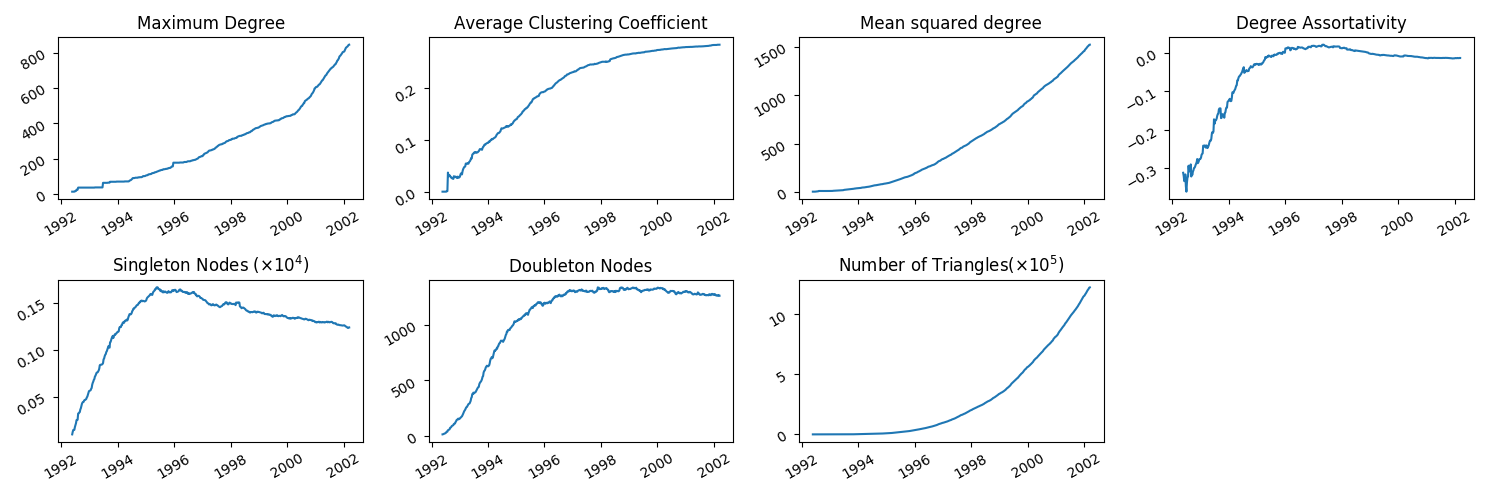 Maximum Degree
800
600
400
200
0
1992 1994 1996 1998 2000 2002
Average Clustering Coefficient
0.2
0.1
0.0
1992 1994 1996 1998 2000 2002
Mean squared degree
1500
1000
500
0
1992 1994 1996 1998 2000 2002
Degree Assortativity
0.0
−0.1
−0.2
−0.3
1992 1994 1996 1998 2000 2002
Singleton Nodes (×10⁴)
0.15
0.10
0.05
1992 1994 1996 1998 2000 2002
Doubleton Nodes
1000
500
0
1992 1994 1996 1998 2000 2002
Number of Triangles(×10⁵)
10
5
0
1992 1994 1996 1998 2000 2002